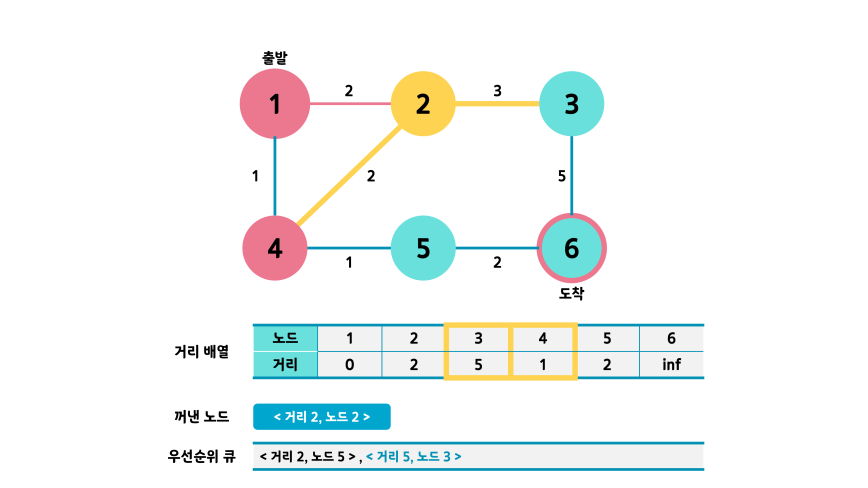 출발
1
2
2
3
3
1
2
5
4
1
5
2
6
도착
거리 배열
노드 1 2 3 4 5 6
거리 0 2 5 1 2 inf
꺼낸 노드
< 거리 2, 노드 2 >
우선순위 큐
< 거리 2, 노드 5 > , < 거리 5, 노드 3 >